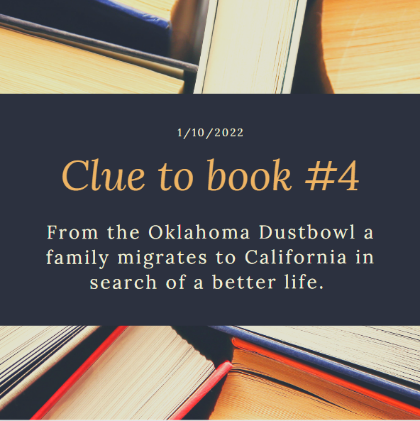 1/10/2022
Clue to book #4
From the Oklahoma Dustbowl a
family migrates to California in
search of a better life.